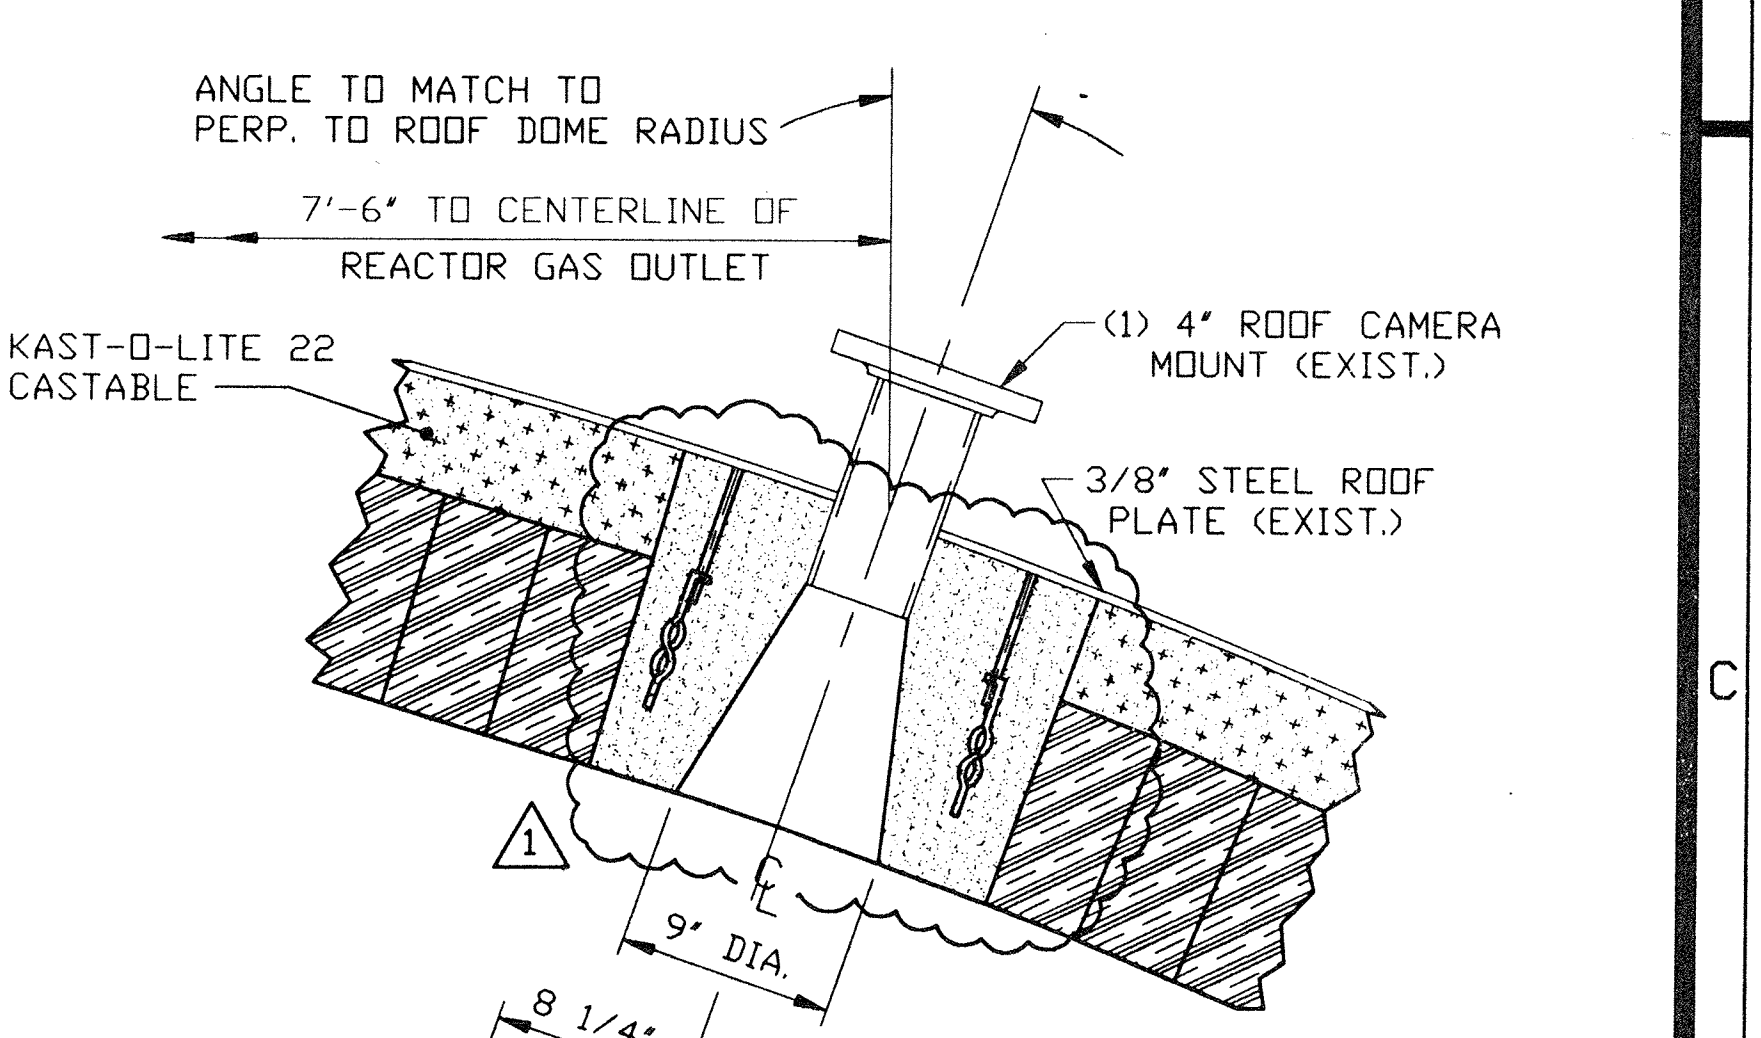 ANGLE TO MATCH TO
PERP. TO ROOF DOME RADIUS
7'-6" TO CENTERLINE OF
REACTOR GAS OUTLET
KAST-O-LITE 22
CASTABLE
(1) 4" ROOF CAMERA
MOUNT (EXIST.)
3/8" STEEL ROOF
PLATE (EXIST.)
C
1
CL
9" DIA.
8 1/4"